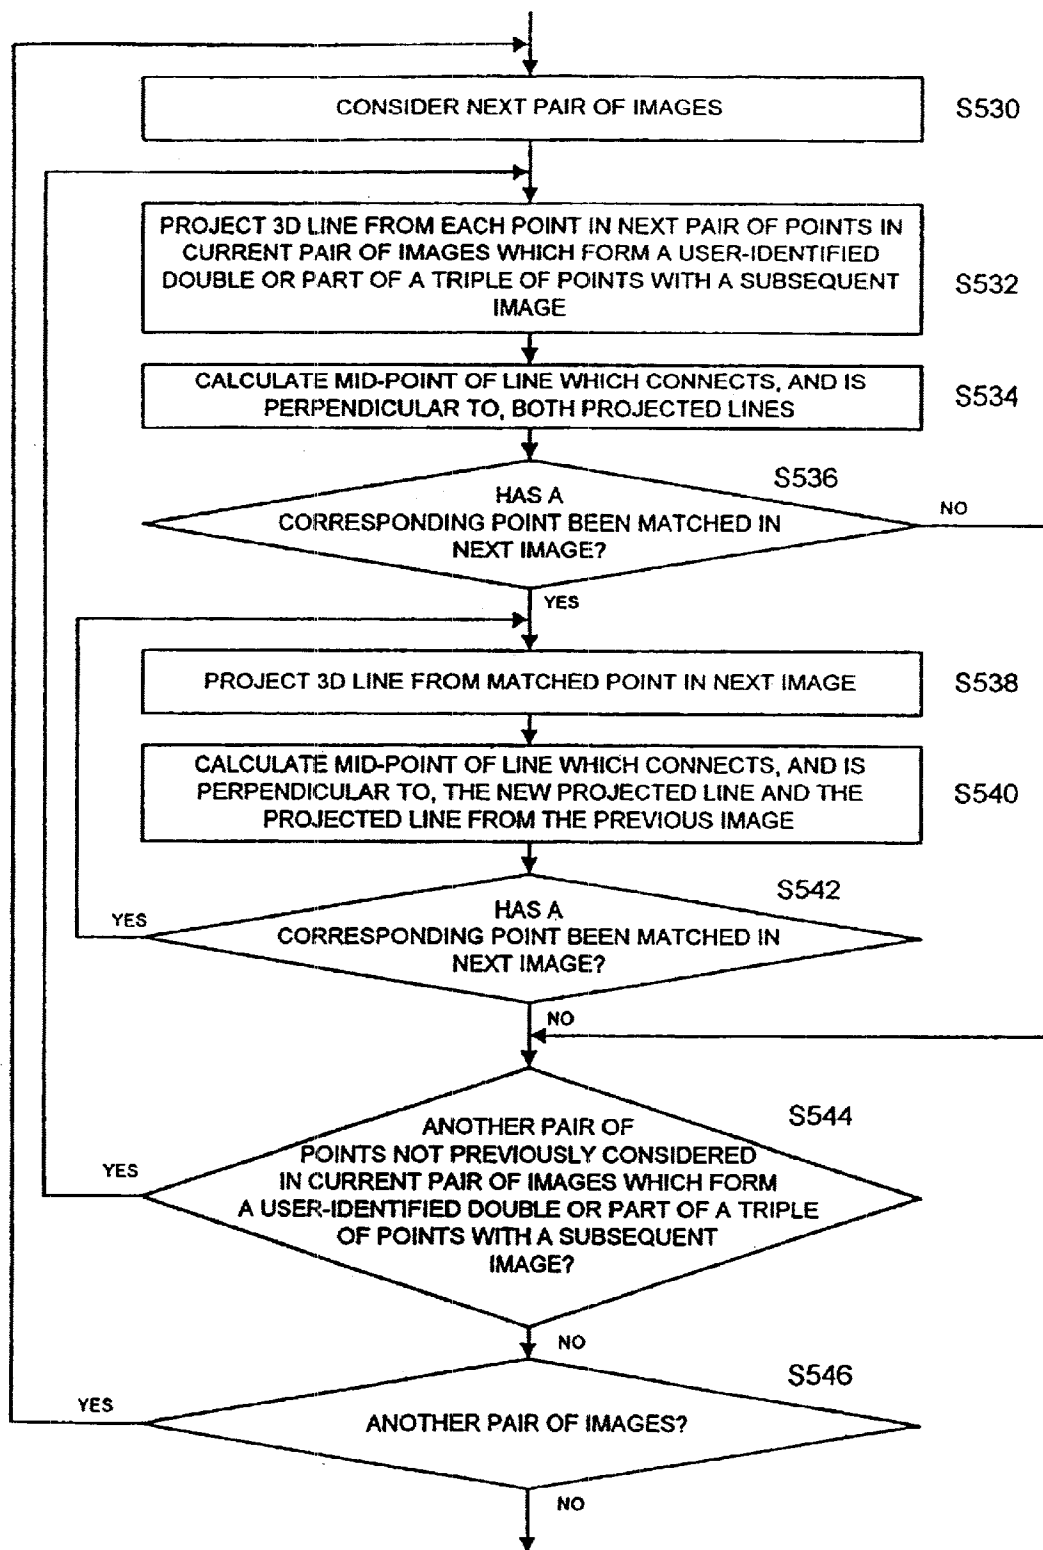 CONSIDER NEXT PAIR OF IMAGES
S530
PROJECT 3D LINE FROM EACH POINT IN NEXT PAIR OF POINTS IN
CURRENT PAIR OF IMAGES WHICH FORM A USER-IDENTIFIED
DOUBLE OR PART OF A TRIPLE OF POINTS WITH A SUBSEQUENT
IMAGE
S532
CALCULATE MID-POINT OF LINE WHICH CONNECTS, AND IS
PERPENDICULAR TO, BOTH PROJECTED LINES
S534
S536
HAS A
CORRESPONDING POINT BEEN MATCHED IN
NEXT IMAGE?
NO
YES
PROJECT 3D LINE FROM MATCHED POINT IN NEXT IMAGE
S538
CALCULATE MID-POINT OF LINE WHICH CONNECTS, AND IS
PERPENDICULAR TO, THE NEW PROJECTED LINE AND THE
PROJECTED LINE FROM THE PREVIOUS IMAGE
S540
S542
YES
HAS A
CORRESPONDING POINT BEEN MATCHED IN
NEXT IMAGE?
NO
S544
YES
ANOTHER PAIR OF
POINTS NOT PREVIOUSLY CONSIDERED
IN CURRENT PAIR OF IMAGES WHICH FORM
A USER-IDENTIFIED DOUBLE OR PART OF A TRIPLE
OF POINTS WITH A SUBSEQUENT
IMAGE?
NO
S546
YES
ANOTHER PAIR OF IMAGES?
NO